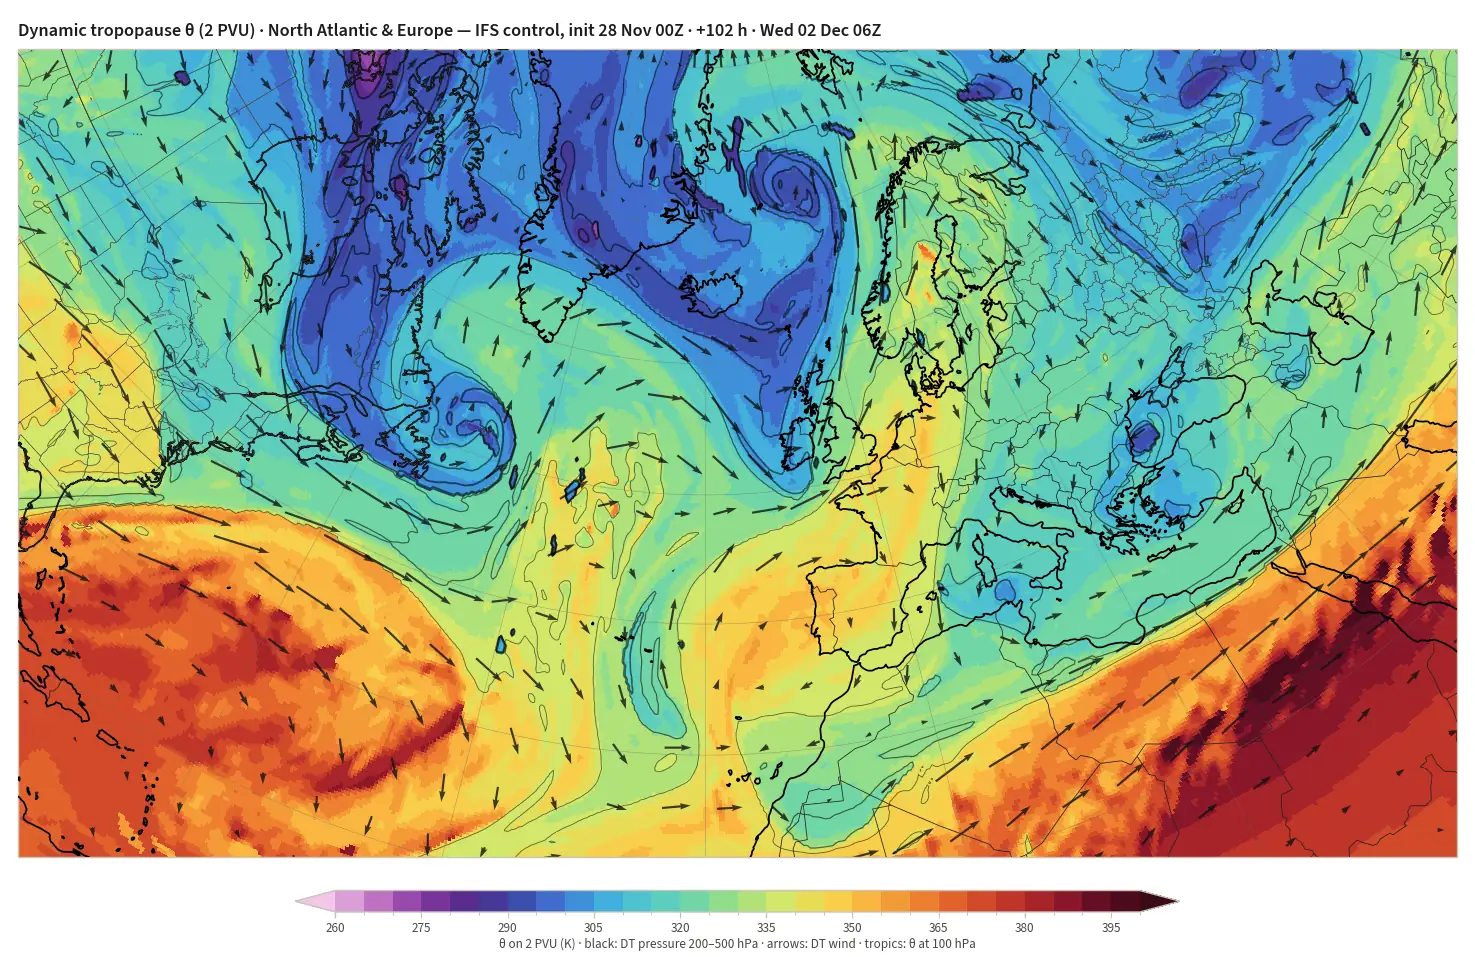 Dynamic tropopause θ (2 PVU) · North Atlantic & Europe — IFS control, init 28 Nov 00Z · +102 h · Wed 02 Dec 06Z
260 275 290 305 320 335 350 365 380 395
θ on 2 PVU (K) · black: DT pressure 200–500 hPa · arrows: DT wind · tropics: θ at 100 hPa